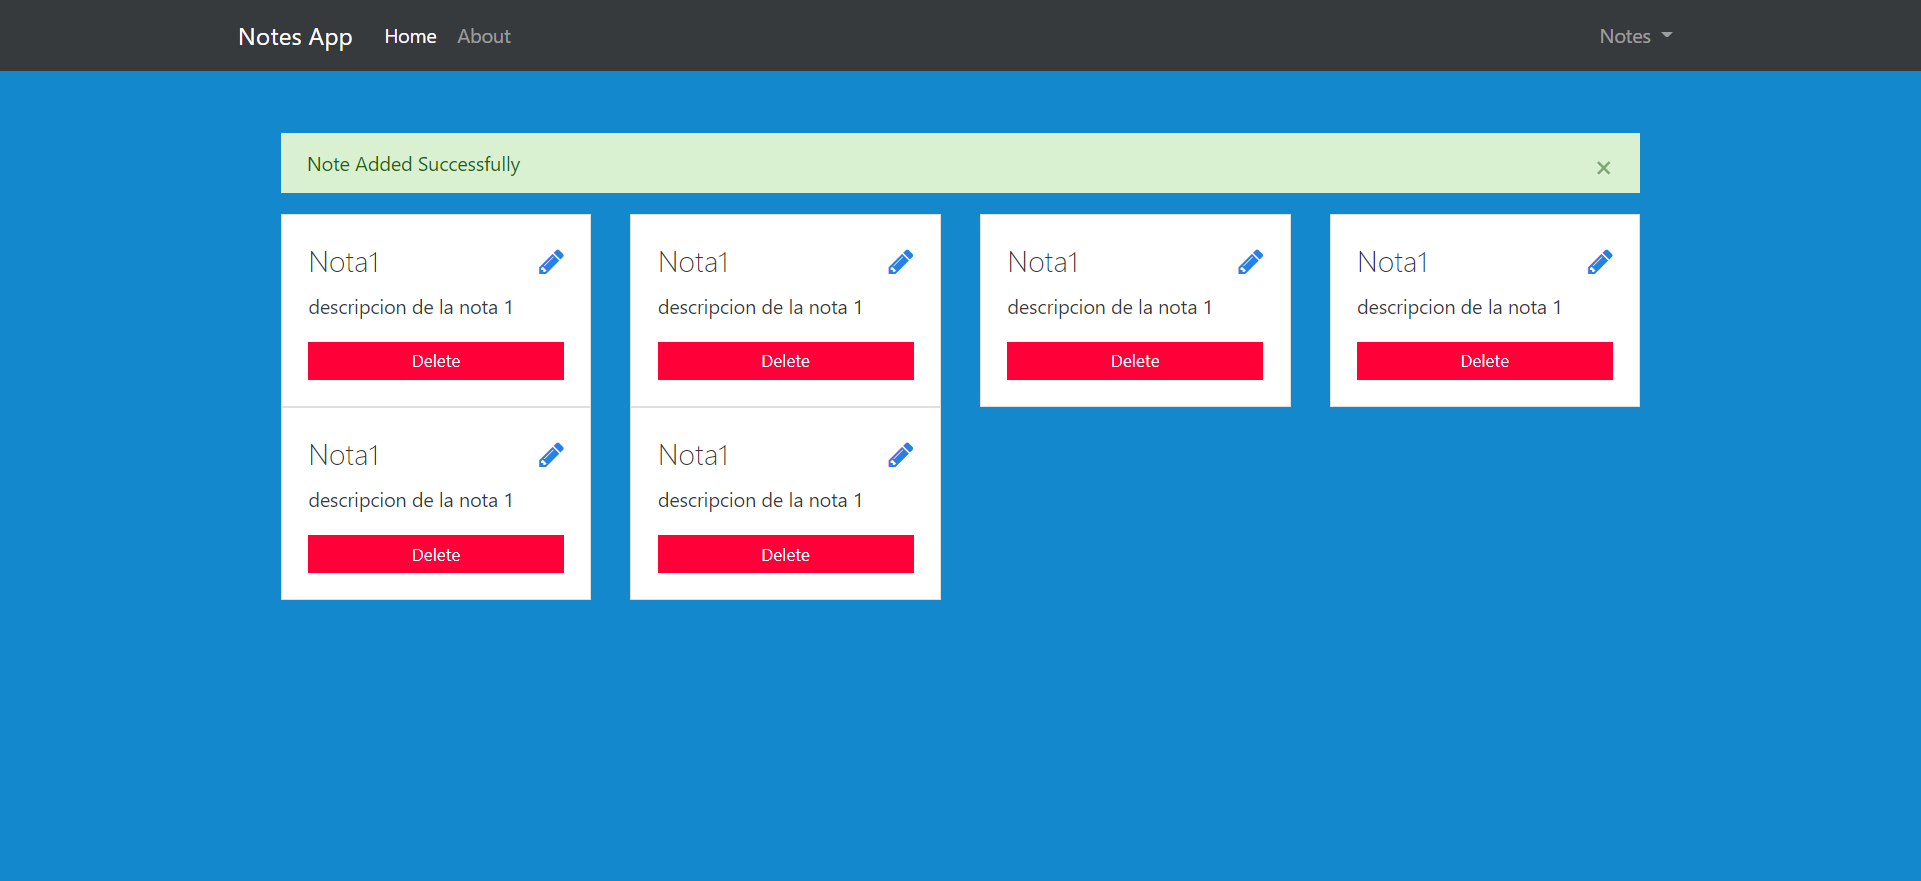 Notes App Home About Notes
Note Added Successfully ×
Nota1 Nota1 Nota1 Nota1
descripcion de la nota 1 descripcion de la nota 1 descripcion de la nota 1 descripcion de la nota 1
Delete Delete Delete Delete
Nota1 Nota1
descripcion de la nota 1 descripcion de la nota 1
Delete Delete